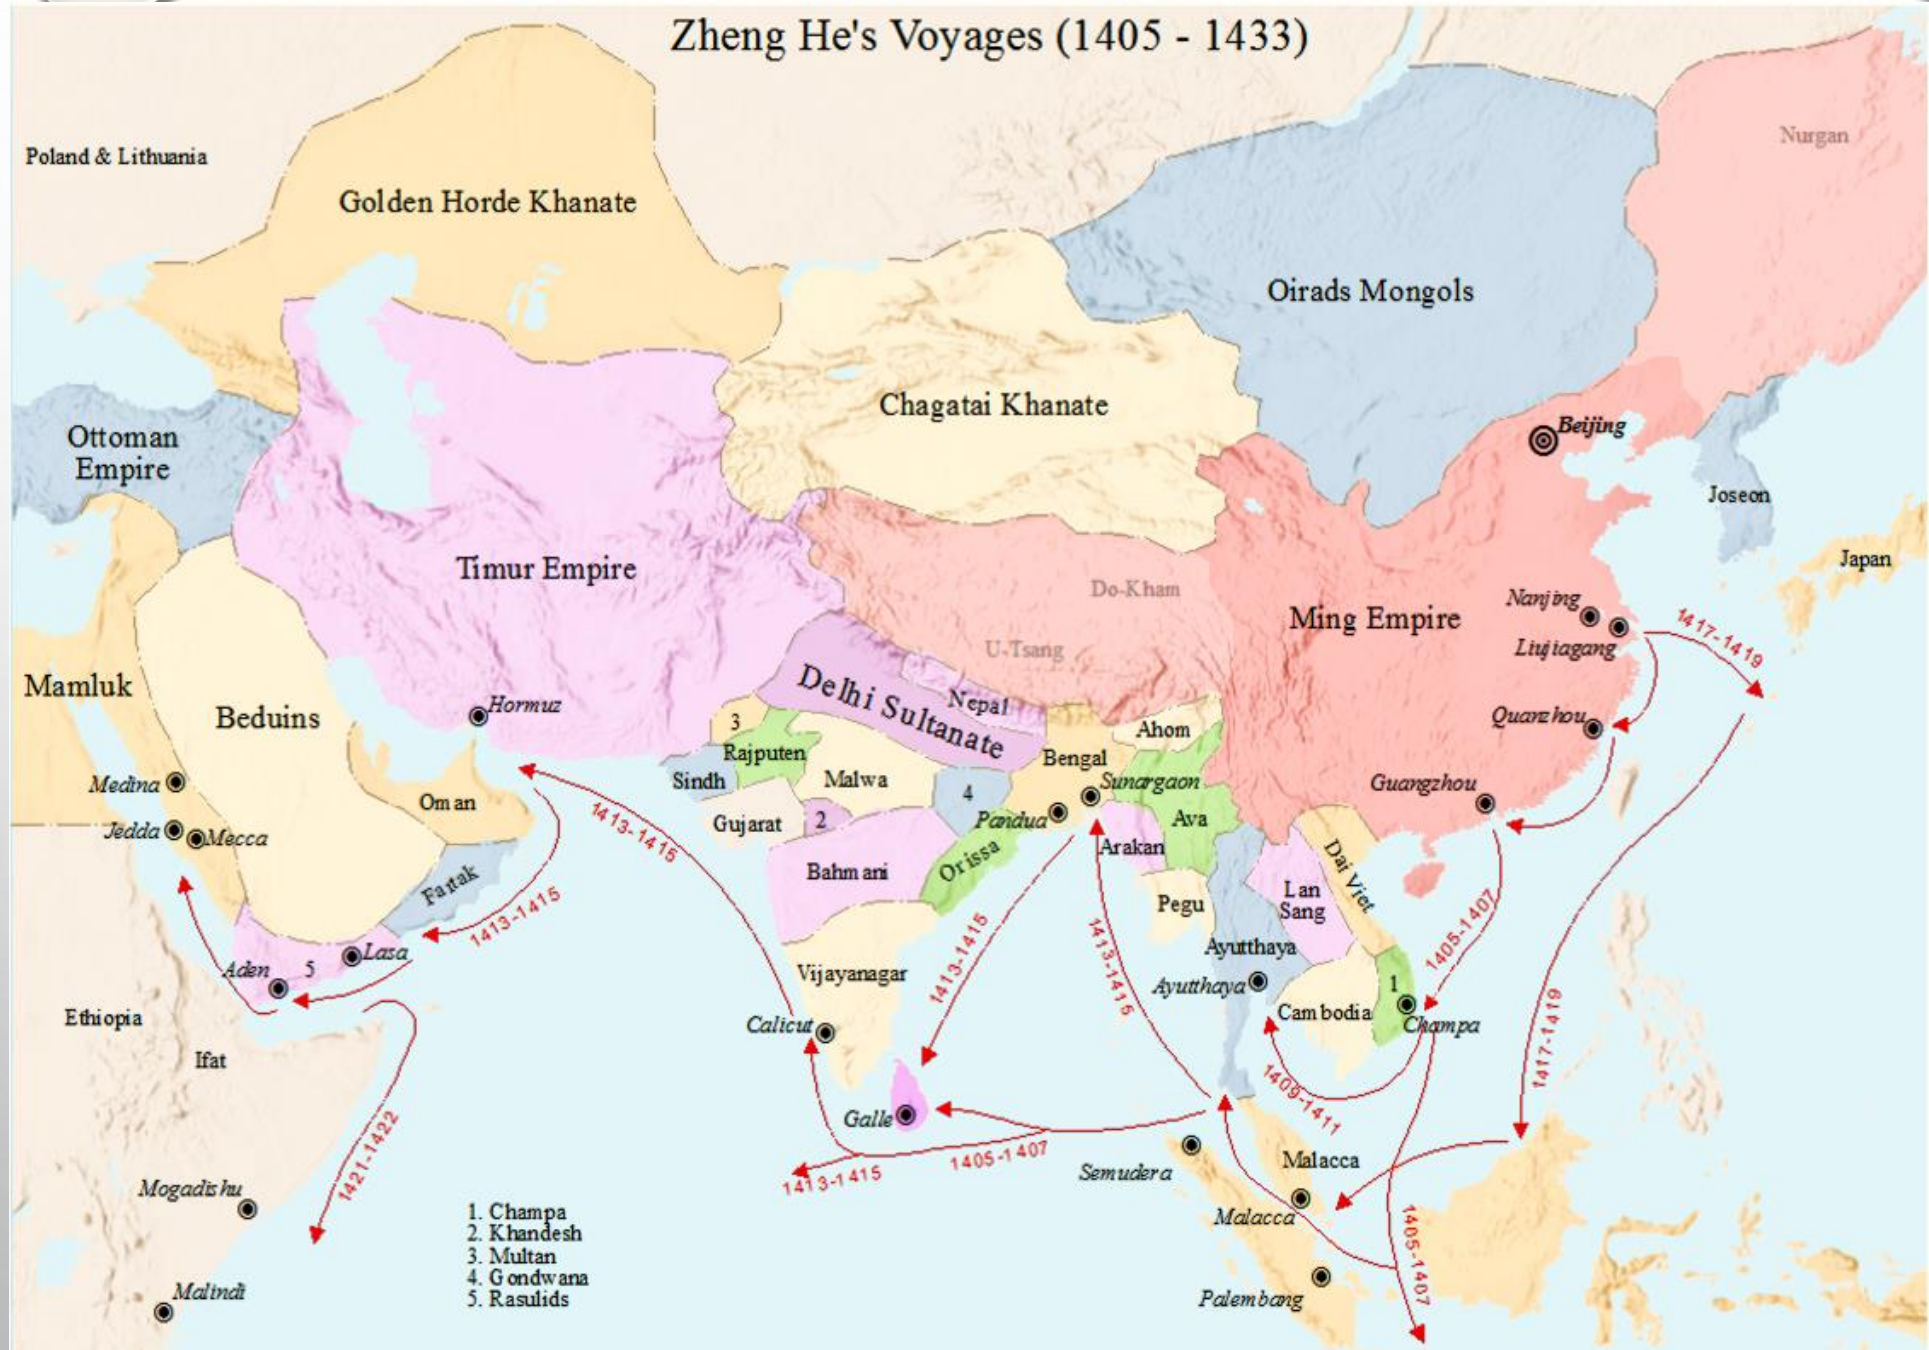 Zheng He's Voyages (1405 - 1433)
Poland & Lithuania
Nurgan
Golden Horde Khanate
Oirads Mongols
Chagatai Khanate
Beijing
Ottoman
Empire
Joseon
Japan
Timur Empire
Do-Kham
Ming Empire
Nanjing
Liujiagang
1417-1419
U-Tsang
Mamluk
Beduins
Hormuz
Delhi Sultanate
Nepal
Quanzhou
3
Rajputen
Ahom
Bengal
Sindh
Malwa
4
Sunargaon
Guangzhou
Medina
Oman
Jedda
Mecca
1413-1415
Gujarat
2
Pandua
Ava
Arakan
Dai Viet
Bahmani
Orissa
Fartak
1413-1415
Pegu
Lan
Sang
1405-1407
Lasa
Aden
5
Vijayanagar
1413-1415
1413-1415
Ayutthaya
Ayutthaya
1
Cambodia
Champa
Ethiopia
Ifat
Calicut
1417-1419
1409-1411
Galle
1421-1422
1405-1407
1413-1415
Semudera
Malacca
Malacca
Mogadishu
1405-1407
Palembang
Malindi
1. Champa
2. Khandesh
3. Multan
4. Gondwana
5. Rasulids